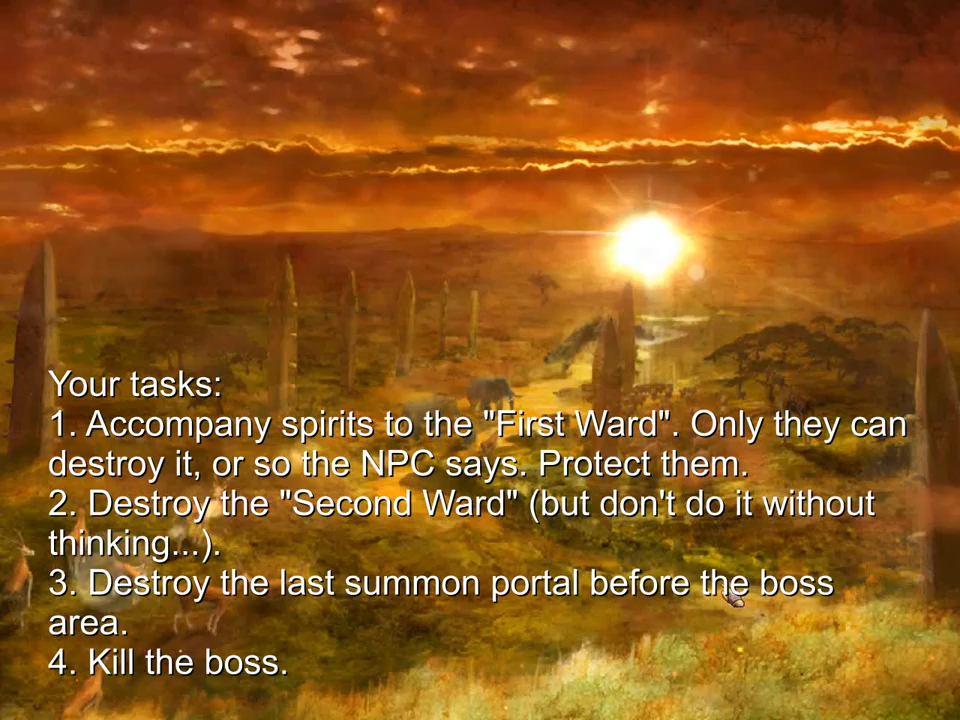 Your tasks:
1. Accompany spirits to the "First Ward". Only they can
destroy it, or so the NPC says. Protect them.
2. Destroy the "Second Ward" (but don't do it without
thinking...).
3. Destroy the last summon portal before the boss
area.
4. Kill the boss.